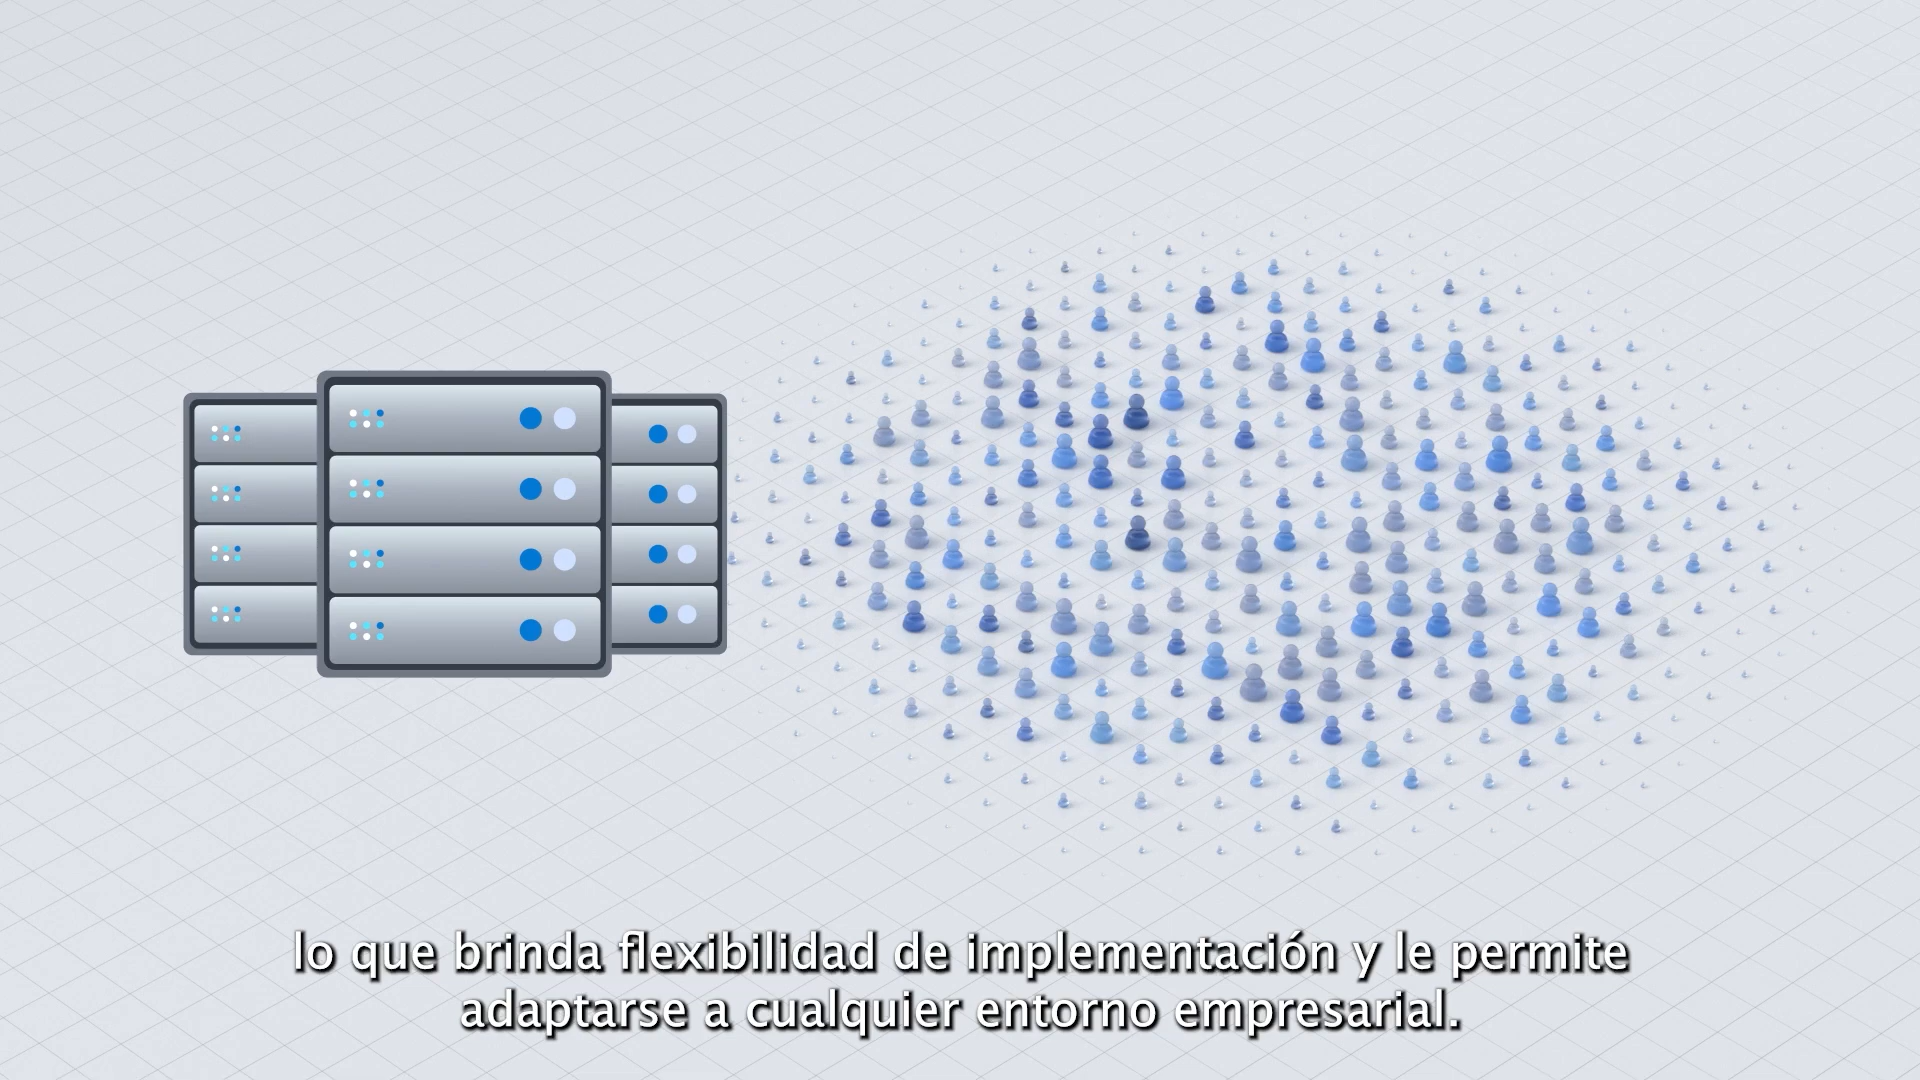 lo que brinda flexibilidad de implementación y le permite
adaptarse a cualquier entorno empresarial.